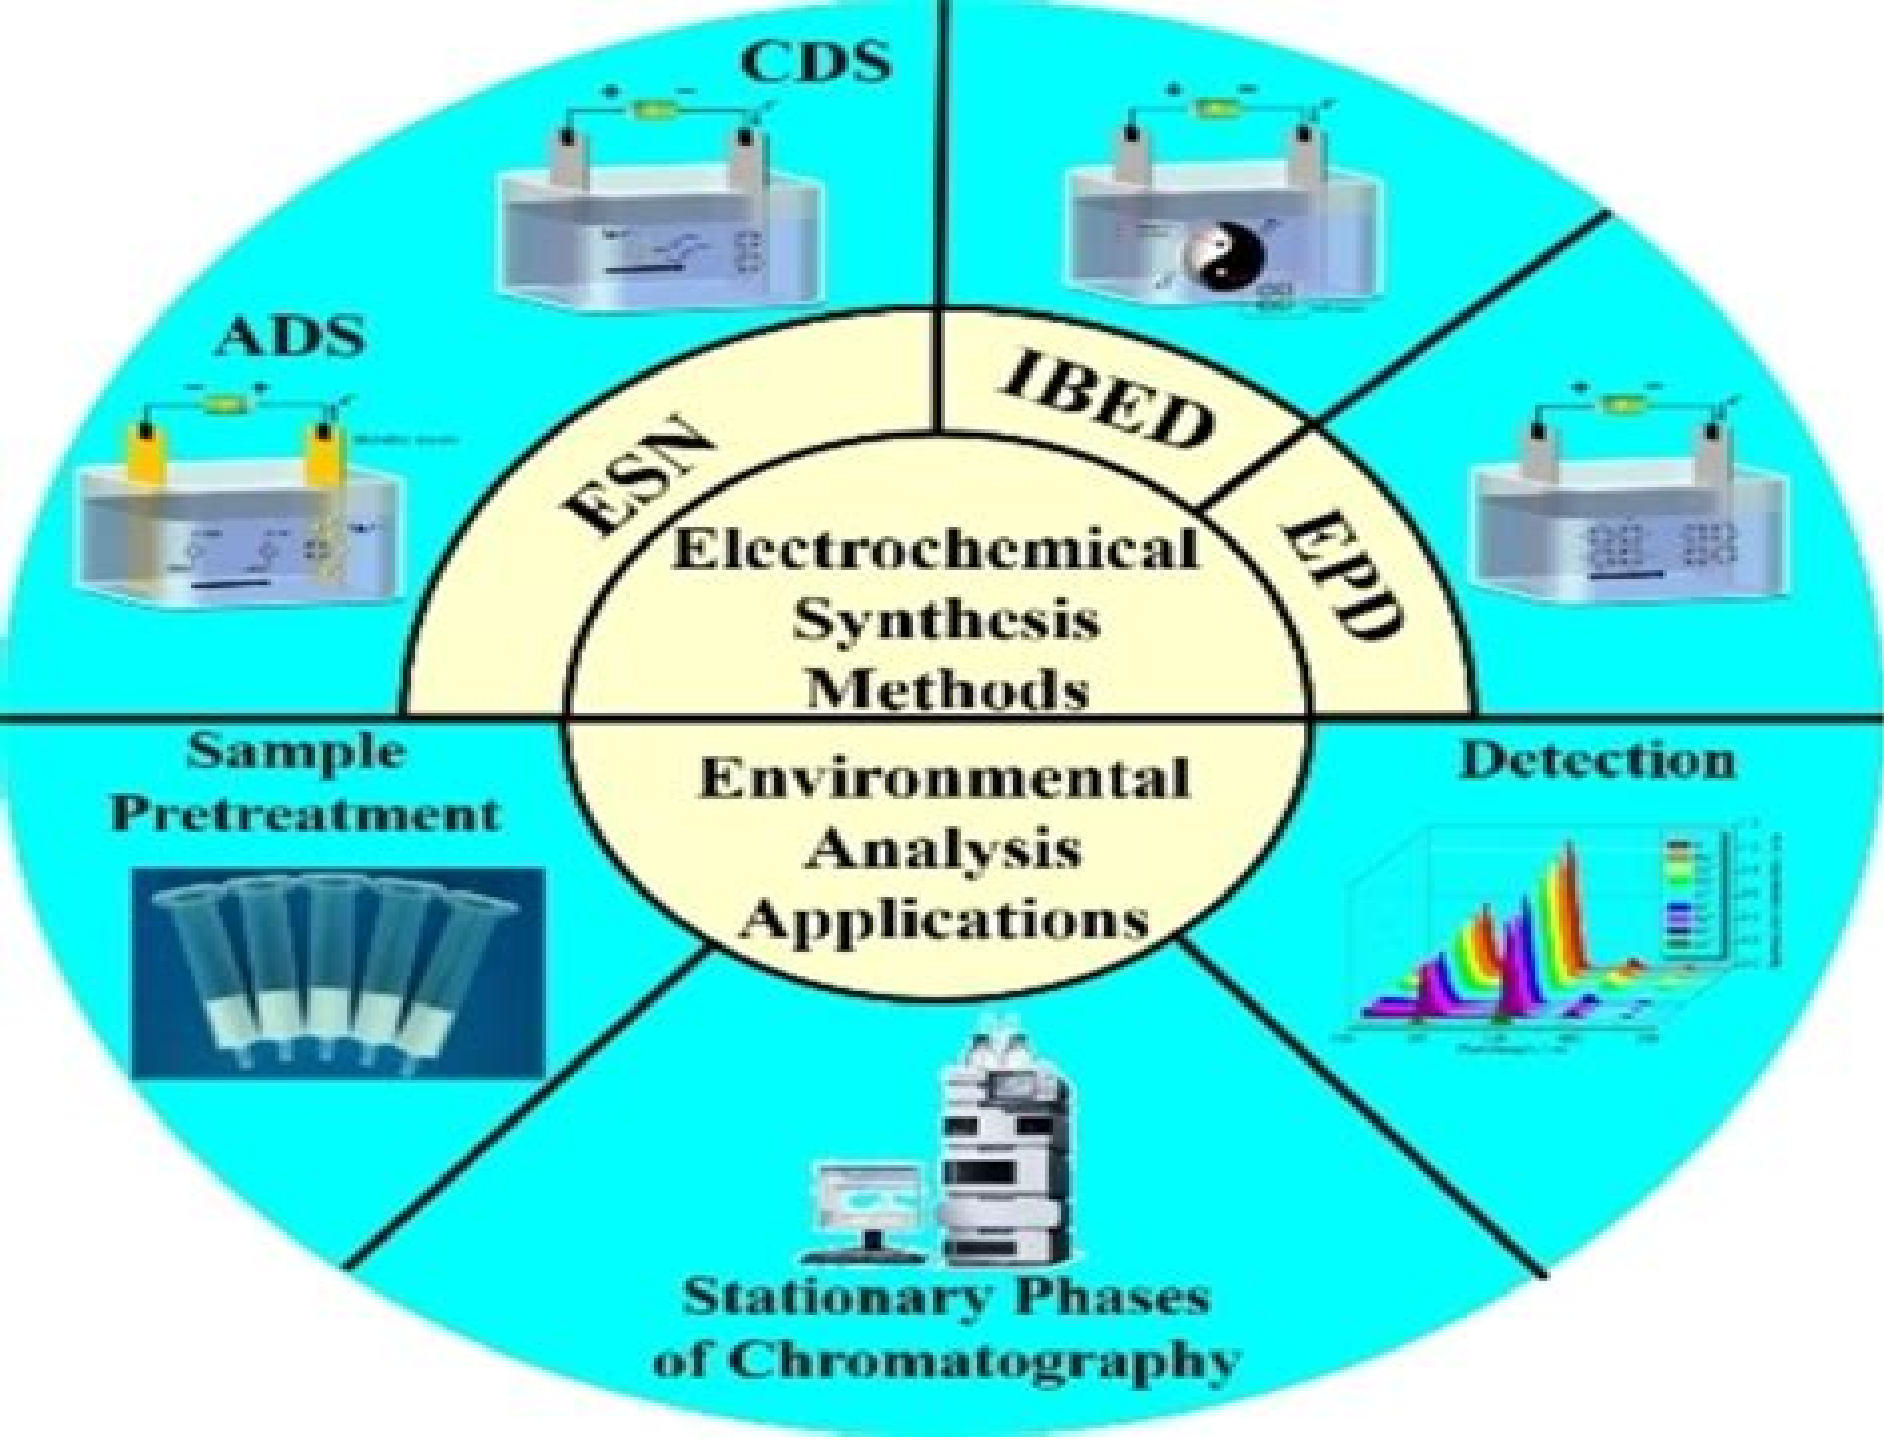 CDS
+ −
+ −
ADS
− +
+ −
IBED
ESN
EPD
Electrochemical
Synthesis
Methods
Sample
Pretreatment
Environmental
Analysis
Applications
Detection
Stationary Phases
of Chromatography